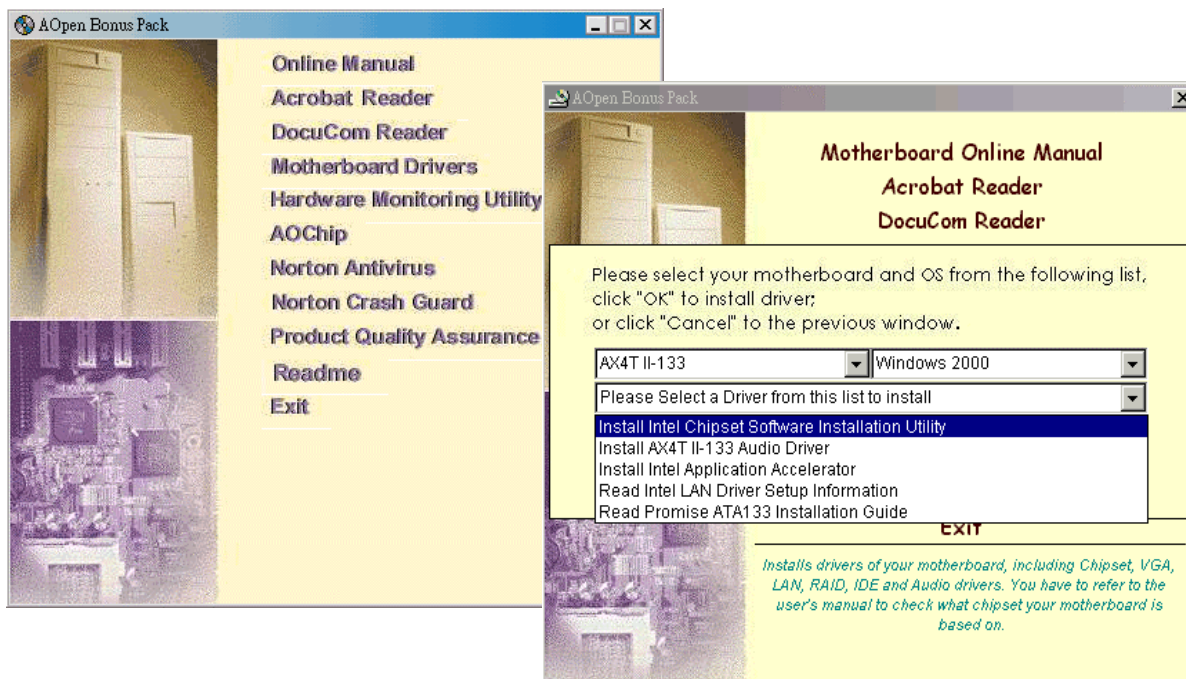 AOpen Bonus Pack
Online Manual
Acrobat Reader
DocuCom Reader
Motherboard Drivers
Hardware Monitoring Utility
AOChip
Norton Antivirus
Norton Crash Guard
Product Quality Assurance
Readme
Exit
AOpen Bonus Pack
Motherboard Online Manual
Acrobat Reader
DocuCom Reader
Please select your motherboard and OS from the following list,
click "OK" to install driver;
or click "Cancel" to the previous window.
AX4T II-133 Windows 2000
Please Select a Driver from this list to install
Install Intel Chipset Software Installation Utility
Install AX4T II-133 Audio Driver
Install Intel Application Accelerator
Read Intel LAN Driver Setup Information
Read Promise ATA133 Installation Guide
Exit
Installs drivers of your motherboard, including Chipset, VGA,
LAN, RAID, IDE and Audio drivers. You have to refer to the
user's manual to check what chipset your motherboard is
based on.